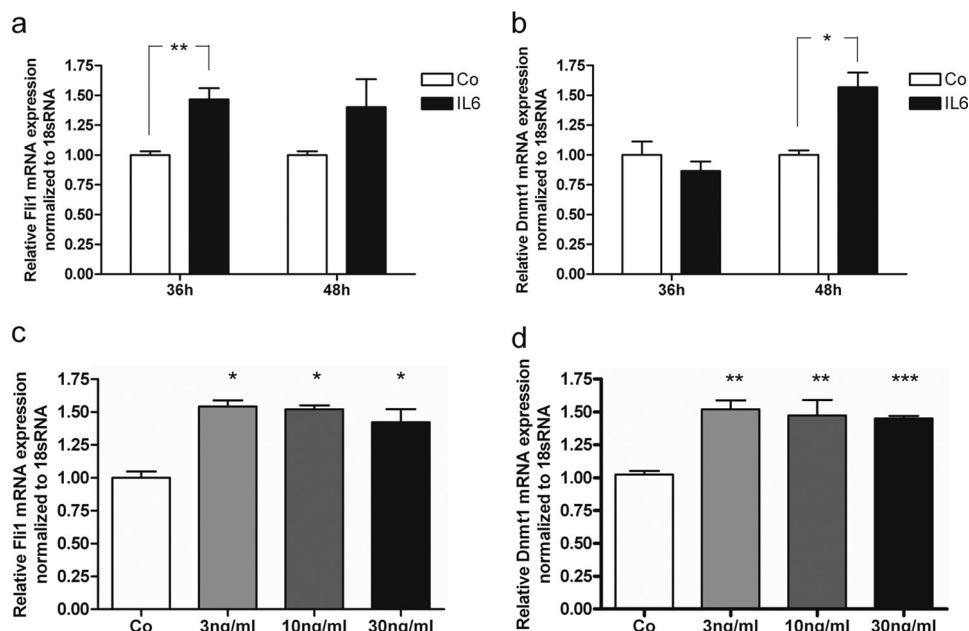 a
**
Relative Fli1 mRNA expression
normalized to 18sRNA
1.75
1.50
1.25
1.00
0.75
0.50
0.25
0.00
36h
48h
Co
IL6
b
*
Relative Dnmt1 mRNA expression
normalized to 18sRNA
1.75
1.50
1.25
1.00
0.75
0.50
0.25
0.00
36h
48h
Co
IL6
c
Relative Fli1 mRNA expression
normalized to 18sRNA
1.75
1.50
1.25
1.00
0.75
0.50
0.25
0.00
* * *
Co 3ng/ml 10ng/ml 30ng/ml
d
Relative Dnmt1 mRNA expression
normalized to 18sRNA
1.75
1.50
1.25
1.00
0.75
0.50
0.25
0.00
** ** ***
Co 3ng/ml 10ng/ml 30ng/ml